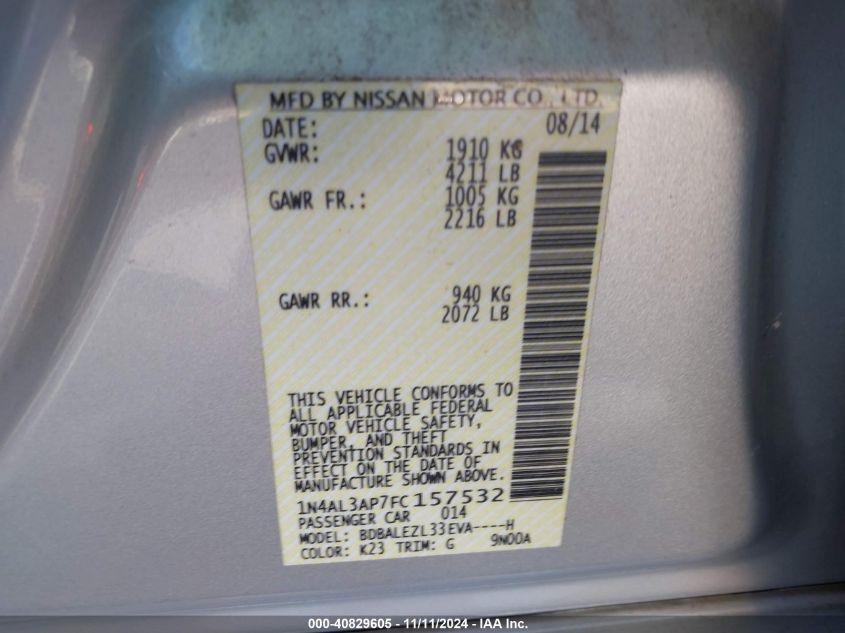 MFD BY NISSAN MOTOR CO., LTD.
DATE: 08/14
GVWR: 1910 KG
4211 LB
GAWR FR.: 1005 KG
2216 LB
GAWR RR.: 940 KG
2072 LB
THIS VEHICLE CONFORMS TO
ALL APPLICABLE FEDERAL
MOTOR VEHICLE SAFETY,
BUMPER, AND THEFT
PREVENTION STANDARDS IN
EFFECT ON THE DATE OF
MANUFACTURE SHOWN ABOVE.
1N4AL3AP7FC157532
PASSENGER CAR 014
MODEL: BDBALEZL33EVA----H
COLOR: K23 TRIM: G 9N00A
000-40829605 - 11/11/2024 - IAA Inc.